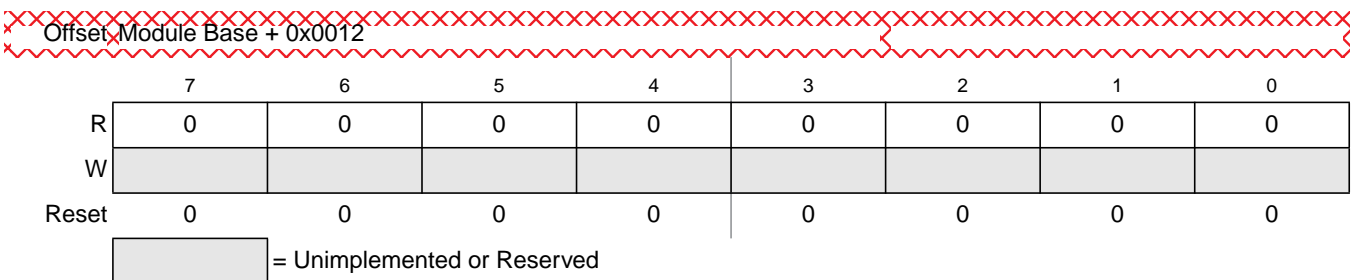 Offset Module Base + 0x0012
7 6 5 4 3 2 1 0
R 0 0 0 0 0 0 0 0
W
Reset 0 0 0 0 0 0 0 0
= Unimplemented or Reserved